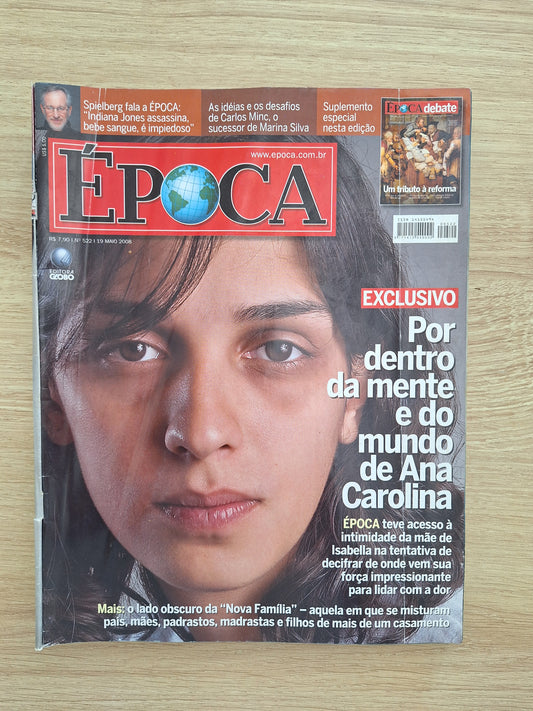 Spielberg fala a ÉPOCA:
"Indiana Jones assassina,
bebe sangue, é impiedoso"
As idéias e os desafios
de Carlos Minc, o
sucessor de Marina Silva
Suplemento
especial
nesta edição
ÉPOCA debate
Um tributo à reforma
www.epoca.com.br
ÉPOCA
R$ 7,90 | Nº 522 | 19 MAIO 2008
EDITORA
GLOBO
EXCLUSIVO
Por
dentro
da mente
e do
mundo
de Ana
Carolina
ÉPOCA teve acesso à
intimidade da mãe de
Isabella na tentativa de
decifrar de onde vem sua
força impressionante
para lidar com a dor
Mais: o lado obscuro da "Nova Família" – aquela em que se misturam
pais, mães, padrastos, madrastas e filhos de mais de um casamento